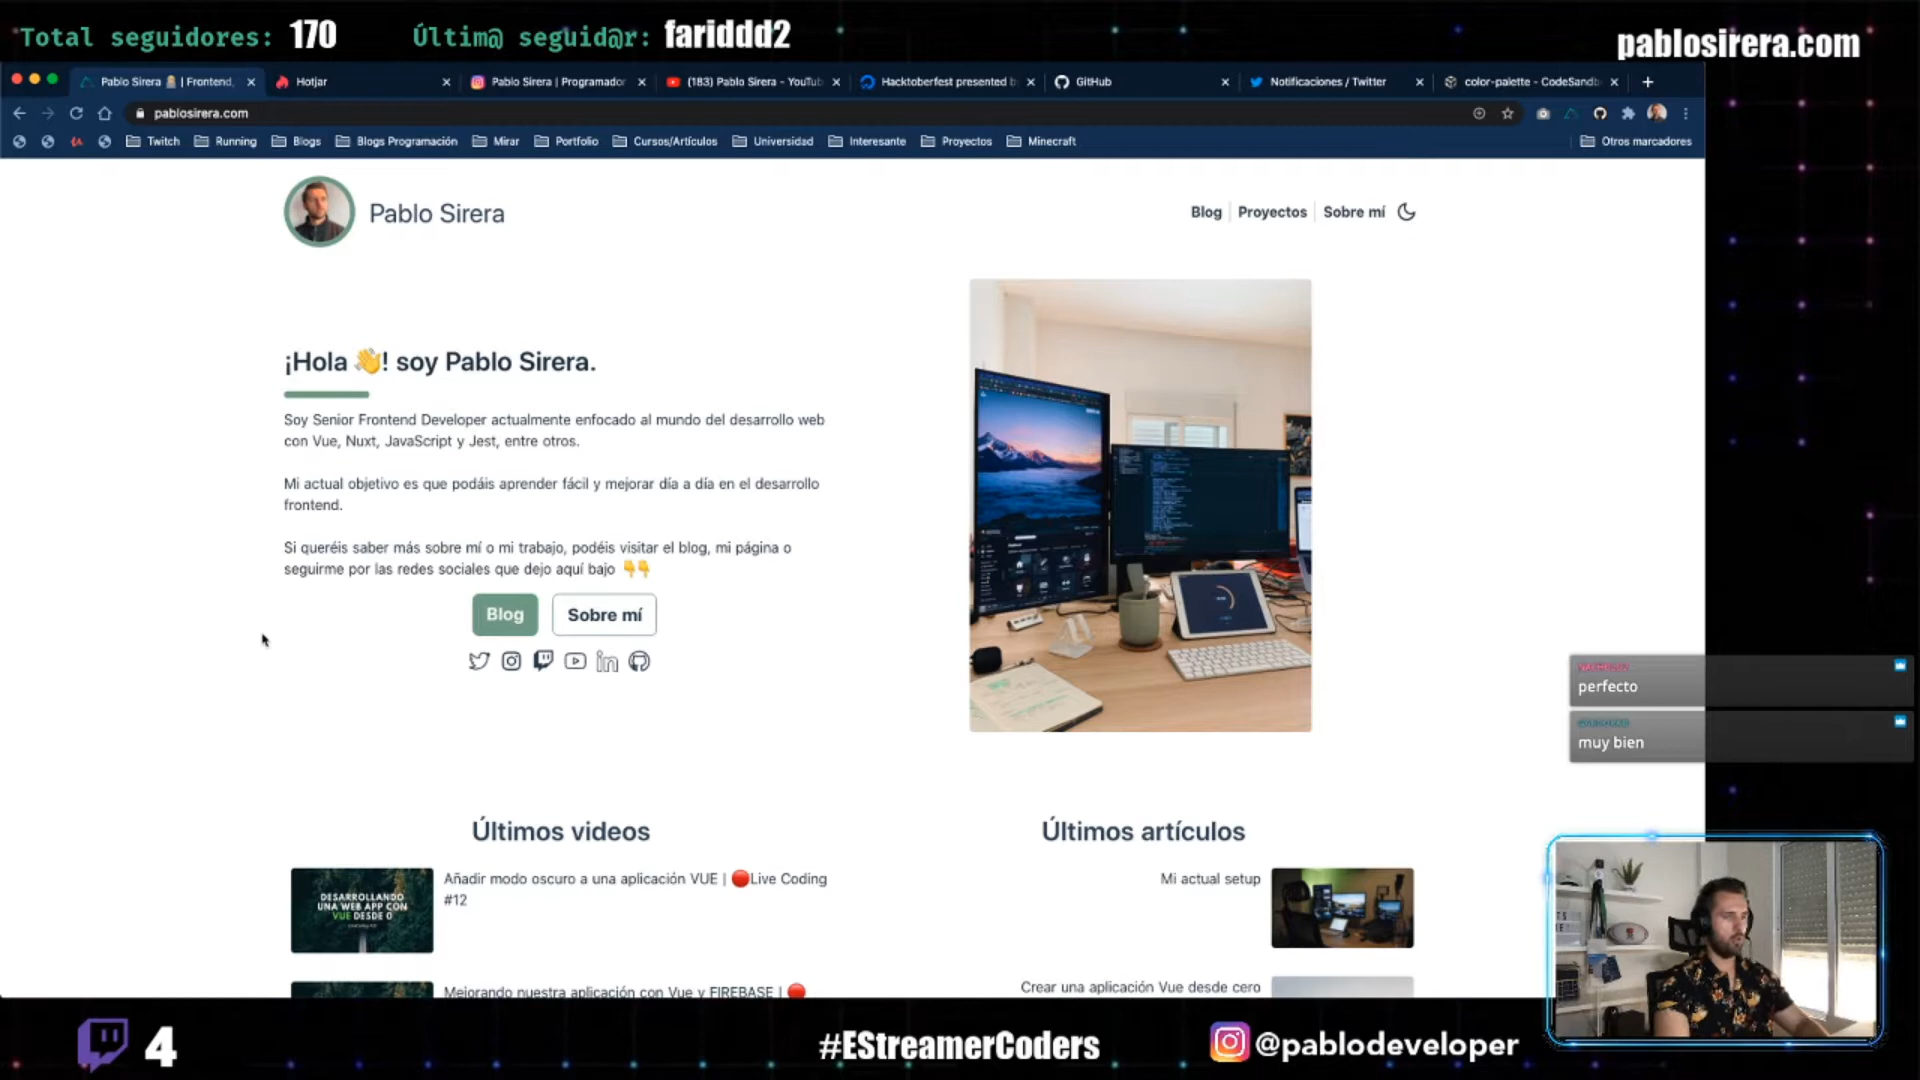 Total seguidores: 170
Últim@ seguid@r: fariddd2
pablosirera.com
Pablo Sirera | Frontend,
Hotjar
Pablo Sirera | Programador
(183) Pablo Sirera - YouTub
Hacktoberfest presented b
GitHub
Notificaciones / Twitter
color-palette - CodeSandb
pablosirera.com
Twitch
Running
Blogs
Blogs Programación
Mirar
Portfolio
Cursos/Artículos
Universidad
Interesante
Proyectos
Minecraft
Otros marcadores
Pablo Sirera
Blog
Proyectos
Sobre mí
¡Hola 👋! soy Pablo Sirera.
Soy Senior Frontend Developer actualmente enfocado al mundo del desarrollo web
con Vue, Nuxt, JavaScript y Jest, entre otros.
Mi actual objetivo es que podáis aprender fácil y mejorar día a día en el desarrollo
frontend.
Si queréis saber más sobre mí o mi trabajo, podéis visitar el blog, mi página o
seguirme por las redes sociales que dejo aquí bajo 👇👇
Blog
Sobre mí
perfecto
muy bien
Últimos videos
DESARROLLANDO
UNA WEB APP CON
VUE DESDE 0
Añadir modo oscuro a una aplicación VUE | 🔴Live Coding
#12
Mejorando nuestra aplicación con Vue y FIREBASE | 🔴
Últimos artículos
Mi actual setup
Crear una aplicación Vue desde cero
4
#EStreamerCoders
@pablodeveloper